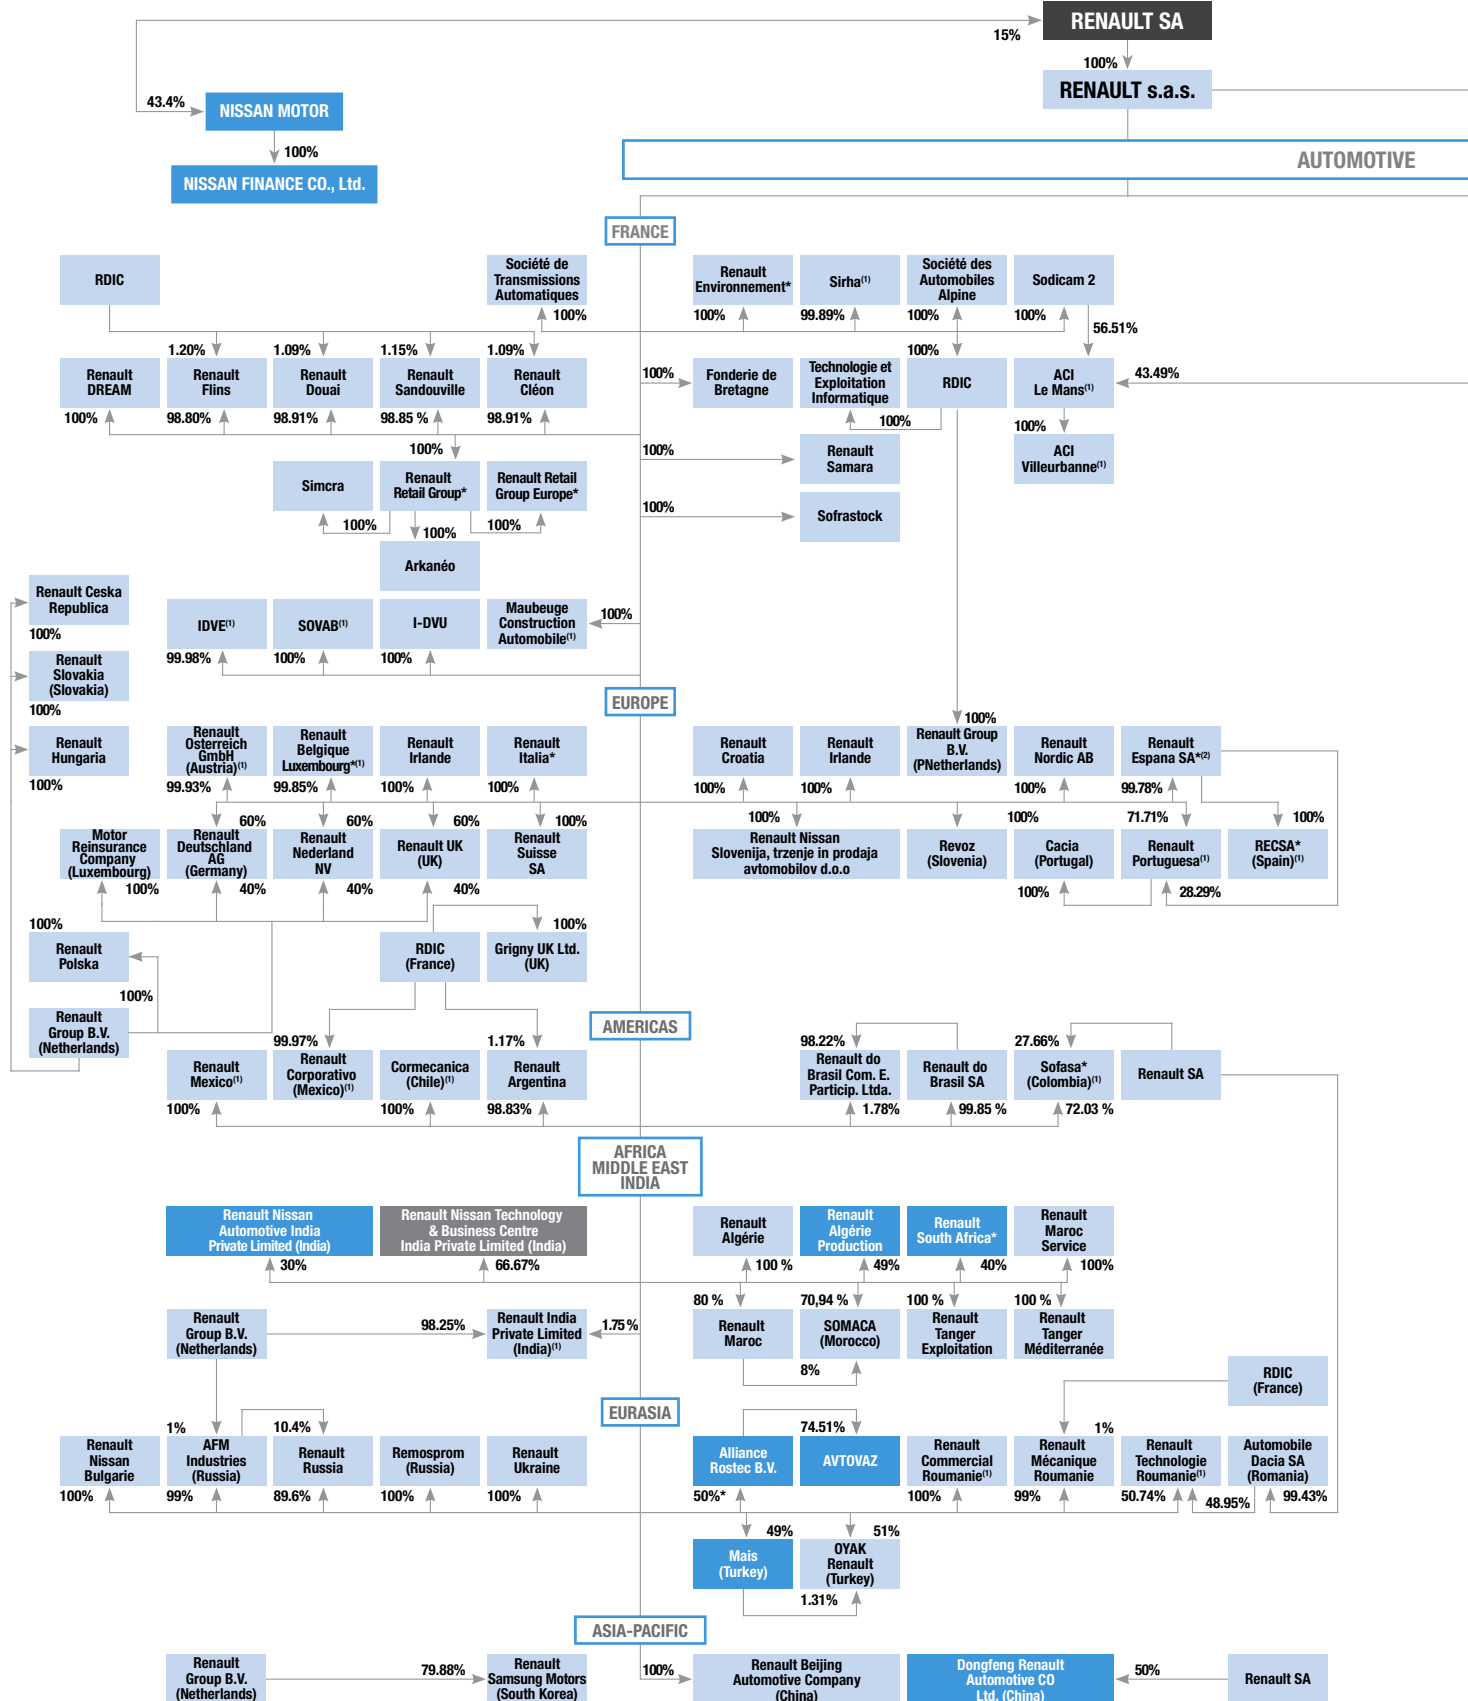 RENAULT SA
15%
100%
RENAULT s.a.s.
43.4%
NISSAN MOTOR
100%
NISSAN FINANCE CO., Ltd.
AUTOMOTIVE
FRANCE
RDIC
Société de
Transmissions
Automatiques
100%
Renault
Environnement*
100%
Sirha(1)
99.89%
Société des
Automobiles
Alpine
100%
Sodicam 2
100%
56.51%
1.20%
1.09%
1.15%
1.09%
Renault
DREAM
100%
Renault
Flins
98.80%
Renault
Douai
98.91%
Renault
Sandouville
98.85 %
Renault
Cléon
98.91%
100%
Fonderie de
Bretagne
Technologie et
Exploitation
Informatique
100%
100%
RDIC
ACI
Le Mans(1)
43.49%
100%
ACI
Villeurbanne(1)
100%
Simcra
Renault
Retail Group*
Renault Retail
Group Europe*
100%
100%
100%
Arkanéo
100%
Renault
Samara
100%
Sofrastock
Renault Ceska
Republica
100%
Renault
Slovakia
(Slovakia)
100%
Renault
Hungaria
100%
IDVE(1)
99.98%
SOVAB(1)
100%
I-DVU
100%
Maubeuge
Construction
Automobile(1)
100%
EUROPE
Renault
Osterreich
GmbH
(Austria)(1)
99.93%
Renault
Belgique
Luxembourg*(1)
99.85%
Renault
Irlande
100%
Renault
Italia*
100%
Renault
Croatia
100%
Renault
Irlande
100%
100%
Renault Group
B.V.
(PNetherlands)
Renault
Nordic AB
100%
Renault
Espana SA*(2)
99.78%
Motor
Reinsurance
Company
(Luxembourg)
100%
60%
Renault
Deutschland
AG
(Germany)
40%
60%
Renault
Nederland
NV
40%
60%
Renault UK
(UK)
40%
100%
Renault
Suisse
SA
100%
Renault Nissan
Slovenija, trzenje in prodaja
avtomobilov d.o.o
Revoz
(Slovenia)
100%
Cacia
(Portugal)
100%
71.71%
Renault
Portuguesa(1)
28.29%
100%
RECSA*
(Spain)(1)
100%
Renault
Polska
100%
Renault
Group B.V.
(Netherlands)
RDIC
(France)
100%
Grigny UK Ltd.
(UK)
AMERICAS
Renault
Mexico(1)
100%
99.97%
Renault
Corporativo
(Mexico)(1)
Cormecanica
(Chile)(1)
100%
1.17%
Renault
Argentina
98.83%
98.22%
Renault do
Brasil Com. E.
Particip. Ltda.
1.78%
Renault do
Brasil SA
99.85 %
27.66%
Sofasa*
(Colombia)(1)
72.03 %
Renault SA
AFRICA
MIDDLE EAST
INDIA
Renault Nissan
Automotive India
Private Limited (India)
30%
Renault Nissan Technology
& Business Centre
India Private Limited (India)
66.67%
Renault
Algérie
100 %
Renault
Algérie
Production
49%
Renault
South Africa*
40%
Renault
Maroc
Service
100%
Renault
Group B.V.
(Netherlands)
98.25%
Renault India
Private Limited
(India)(1)
1.75 %
80 %
Renault
Maroc
8%
70,94 %
SOMACA
(Morocco)
100 %
Renault
Tanger
Exploitation
100 %
Renault
Tanger
Méditerranée
RDIC
(France)
EURASIA
Renault
Nissan
Bulgarie
100%
1%
AFM
Industries
(Russia)
99%
10.4%
Renault
Russia
89.6%
Remosprom
(Russia)
100%
Renault
Ukraine
100%
Alliance
Rostec B.V.
50%*
74.51%
AVTOVAZ
Renault
Commercial
Roumanie(1)
100%
1%
Renault
Mécanique
Roumanie
99%
Renault
Technologie
Roumanie(1)
50.74%
48.95%
Automobile
Dacia SA
(Romania)
99.43%
49%
Mais
(Turkey)
1.31%
51%
OYAK
Renault
(Turkey)
ASIA-PACIFIC
Renault
Group B.V.
(Netherlands)
79.88%
Renault
Samsung Motors
(South Korea)
100%
Renault Beijing
Automotive Company
(China)
Dongfeng Renault
Automotive CO
Ltd. (China)
50%
Renault SA